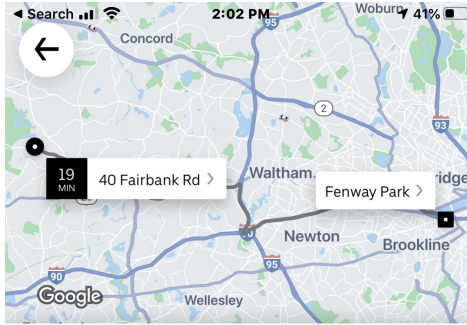 ◀ Search 2:02 PM 41%
Woburn
95
Concord
2
93
19
MIN
40 Fairbank Rd >
Waltham
Fenway Park >
ridge
Newton
Brookline
95
90
Google
Wellesley